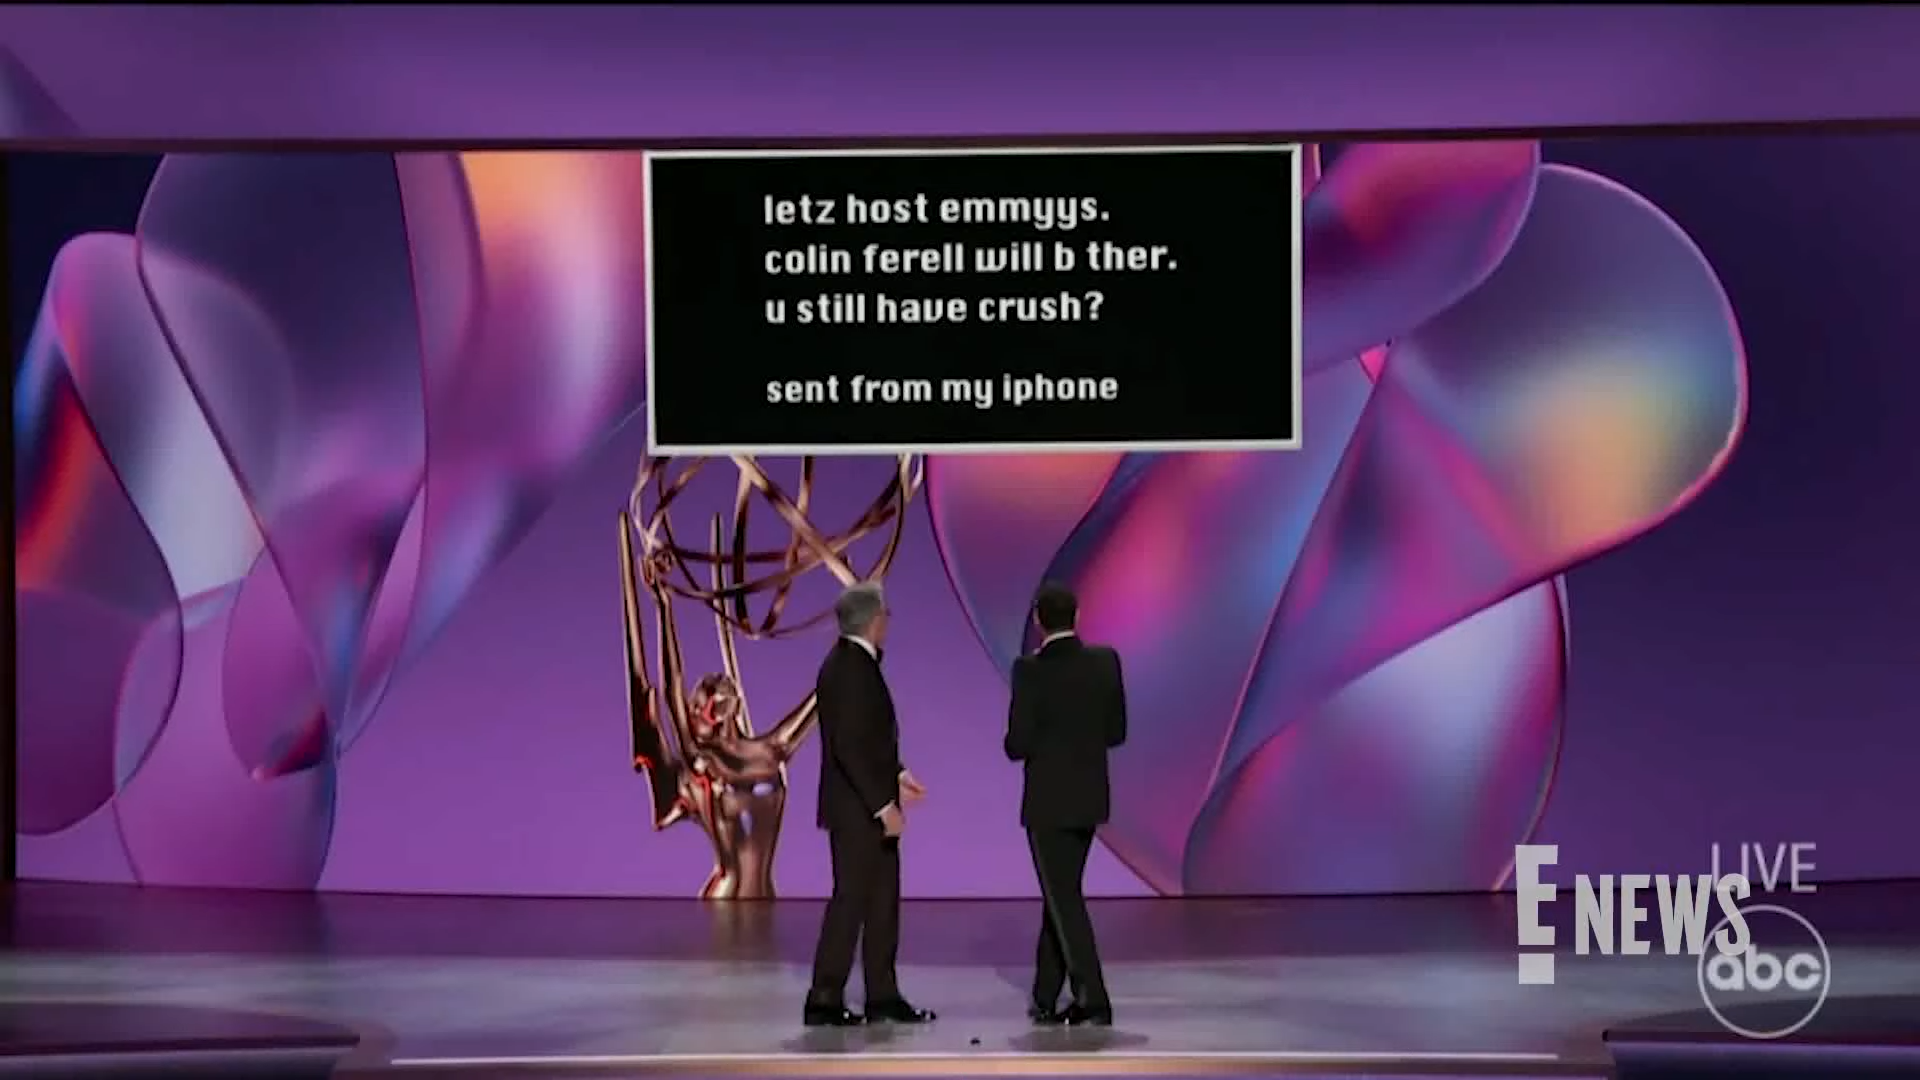 letz host emmyys.
colin ferell will b ther.
u still have crush?
sent from my iphone
LIVE
E! NEWS
abc